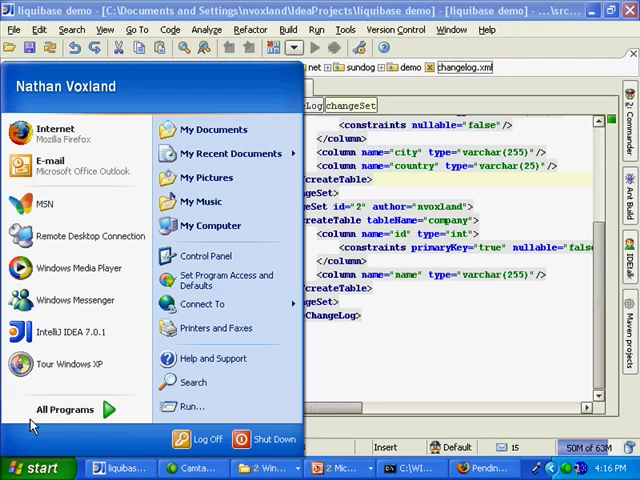 liquibase demo - [C:\Documents and Settings\nvoxland\IdeaProjects\liquibase demo] - [liquibase demo] - ...\src...
File Edit Search View Go To Code Analyze Refactor Build Run Tools Version Control Window Help
net sundog demo changelog.xml
Nathan Voxland
Log changeSet
Internet
Mozilla Firefox
E-mail
Microsoft Office Outlook
MSN
Remote Desktop Connection
Windows Media Player
Windows Messenger
IntelliJ IDEA 7.0.1
Tour Windows XP
All Programs
My Documents
My Recent Documents
My Pictures
My Music
My Computer
Control Panel
Set Program Access and
Defaults
Connect To
Printers and Faxes
Help and Support
Search
Run...
Log Off Shut Down
<constraints nullable="false"/>
</column>
<column name="city" type="varchar(255)"/>
<column name="country" type="varchar(25)"/>
createTable>
geSet>
geSet id="2" author="nvoxland">
createTable tableName="company">
<column name="id" type="int">
<constraints primaryKey="true" nullable="false
</column>
<column name="name" type="varchar(255)"/>
createTable>
geSet>
eChangeLog>
2: Commander
Ant Build
IDEtalk
Maven projects
Insert Default 15 50M of 63M
start liquibas... Camta... 2 Win... 2 Mic... C:\WI... Pendin... 4:16 PM